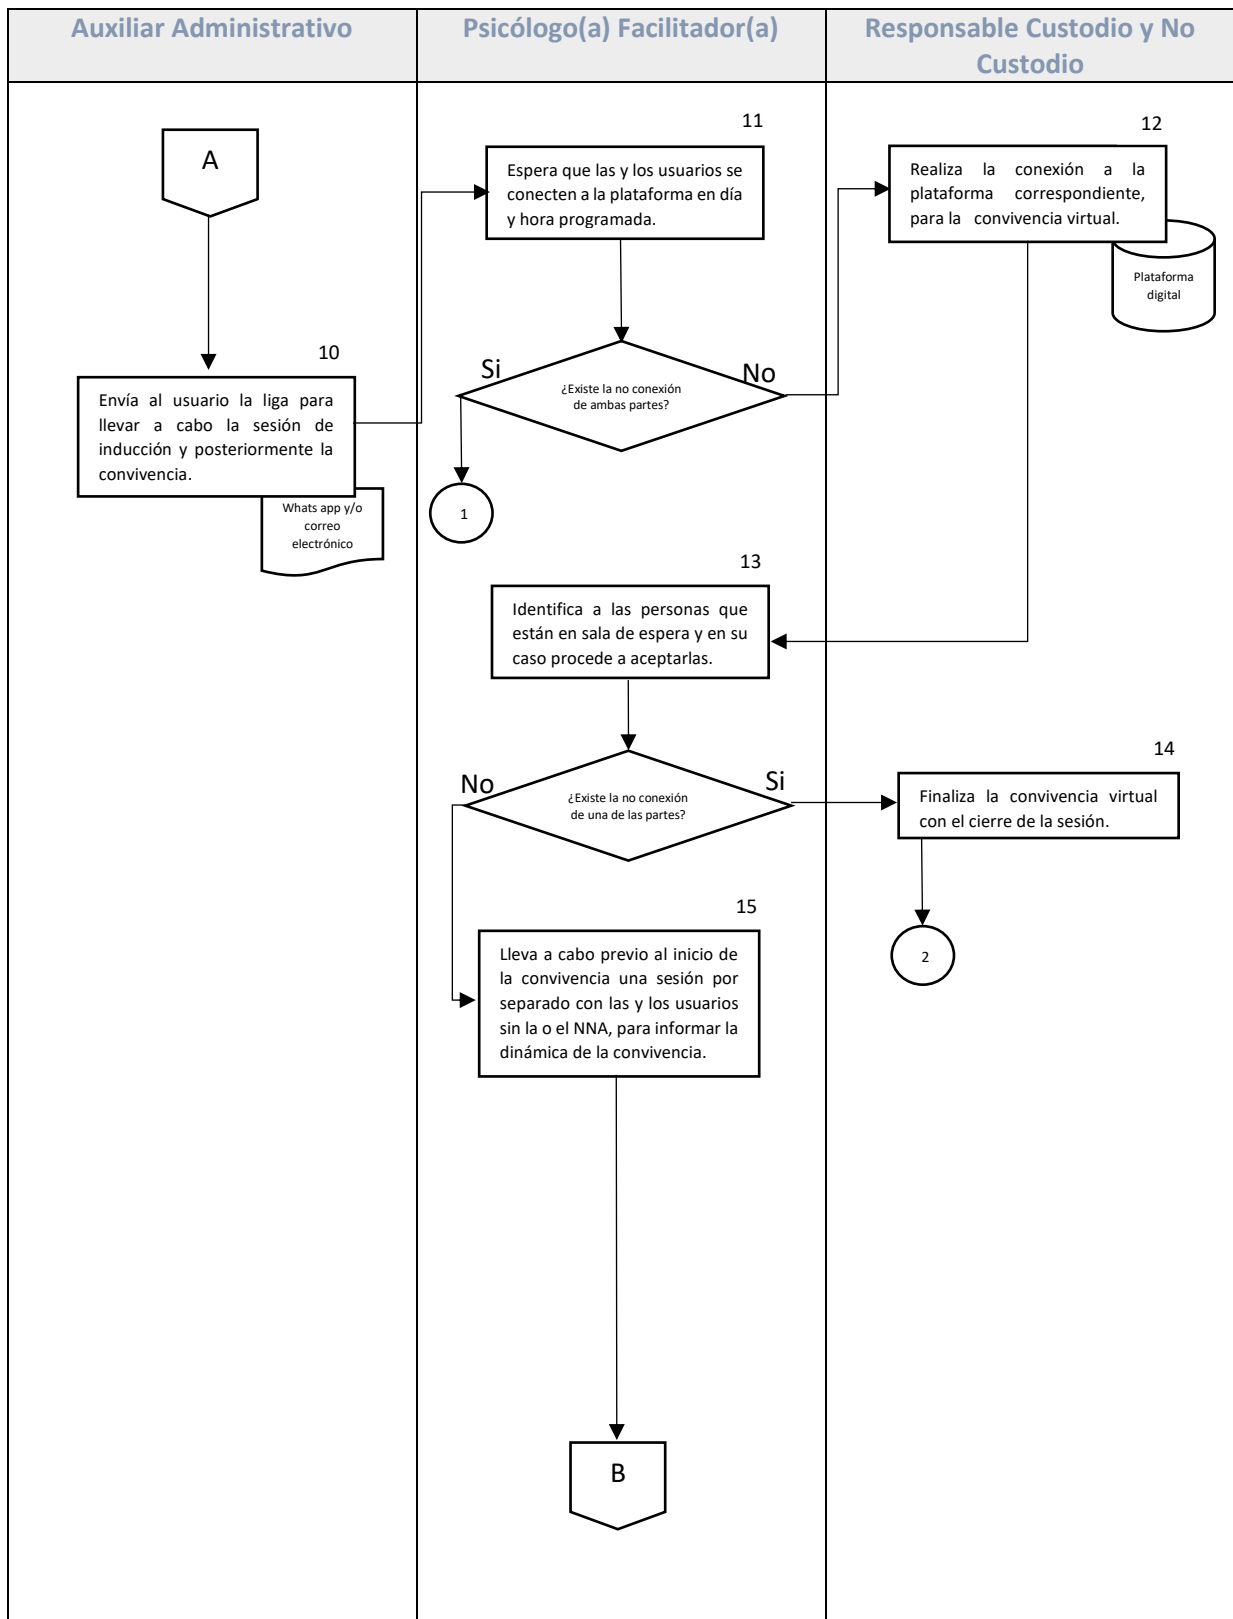 Auxiliar Administrativo
Psicólogo(a) Facilitador(a)
Responsable Custodio y No
Custodio
A
10
Envía al usuario la liga para
llevar a cabo la sesión de
inducción y posteriormente la
convivencia.
Whats app y/o
correo
electrónico
11
Espera que las y los usuarios se
conecten a la plataforma en día
y hora programada.
Si
No
¿Existe la no conexión
de ambas partes?
1
12
Realiza la conexión a la
plataforma correspondiente,
para la convivencia virtual.
Plataforma
digital
13
Identifica a las personas que
están en sala de espera y en su
caso procede a aceptarlas.
No
Si
¿Existe la no conexión
de una de las partes?
14
Finaliza la convivencia virtual
con el cierre de la sesión.
2
15
Lleva a cabo previo al inicio de
la convivencia una sesión por
separado con las y los usuarios
sin la o el NNA, para informar la
dinámica de la convivencia.
B